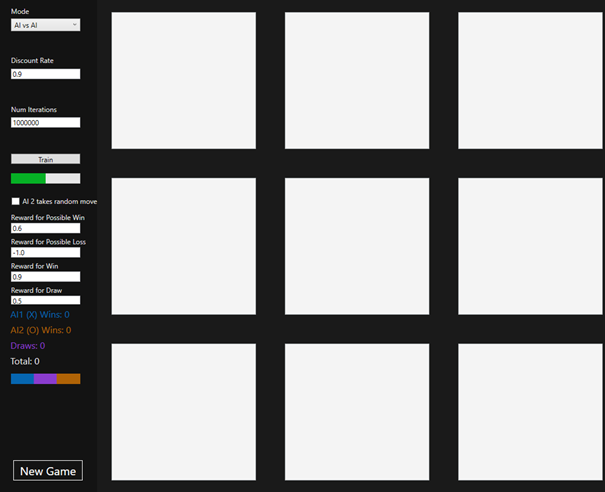 Mode
AI vs AI
Discount Rate
0.9
Num Iterations
1000000
Train
AI 2 takes random move
Reward for Possible Win
0.6
Reward for Possible Loss
-1.0
Reward for Win
0.9
Reward for Draw
0.5
AI1 (X) Wins: 0
AI2 (O) Wins: 0
Draws: 0
Total: 0
New Game